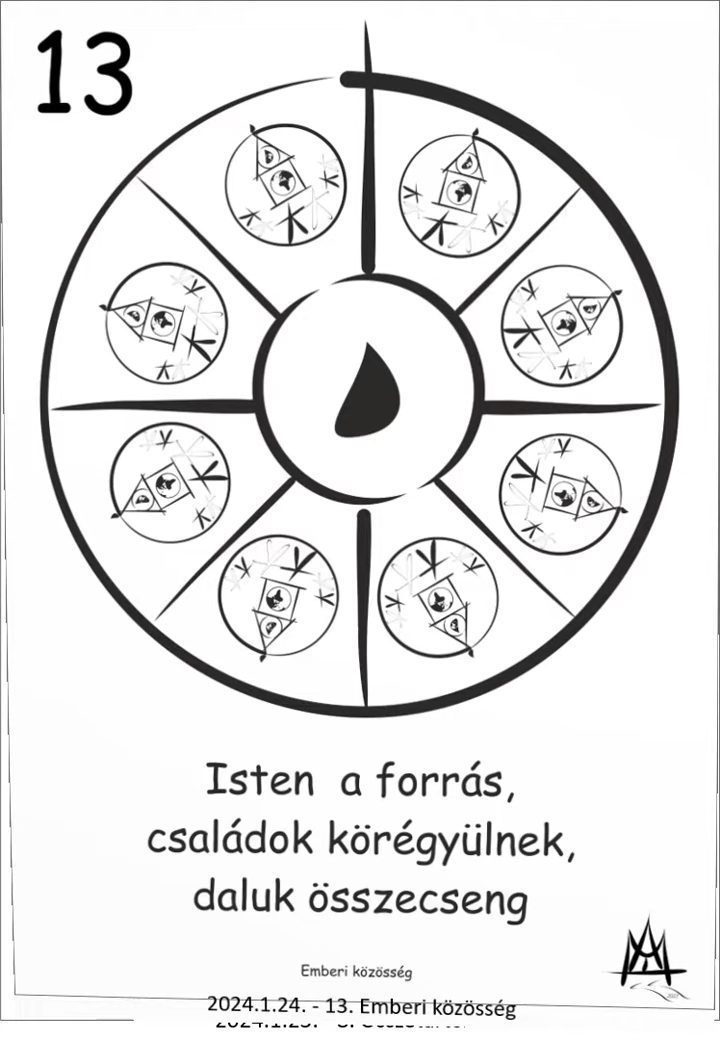 13
Isten a forrás,
családok körégyülnek,
daluk összecseng
Emberi közösség
2024.1.24. - 13. Emberi közösség